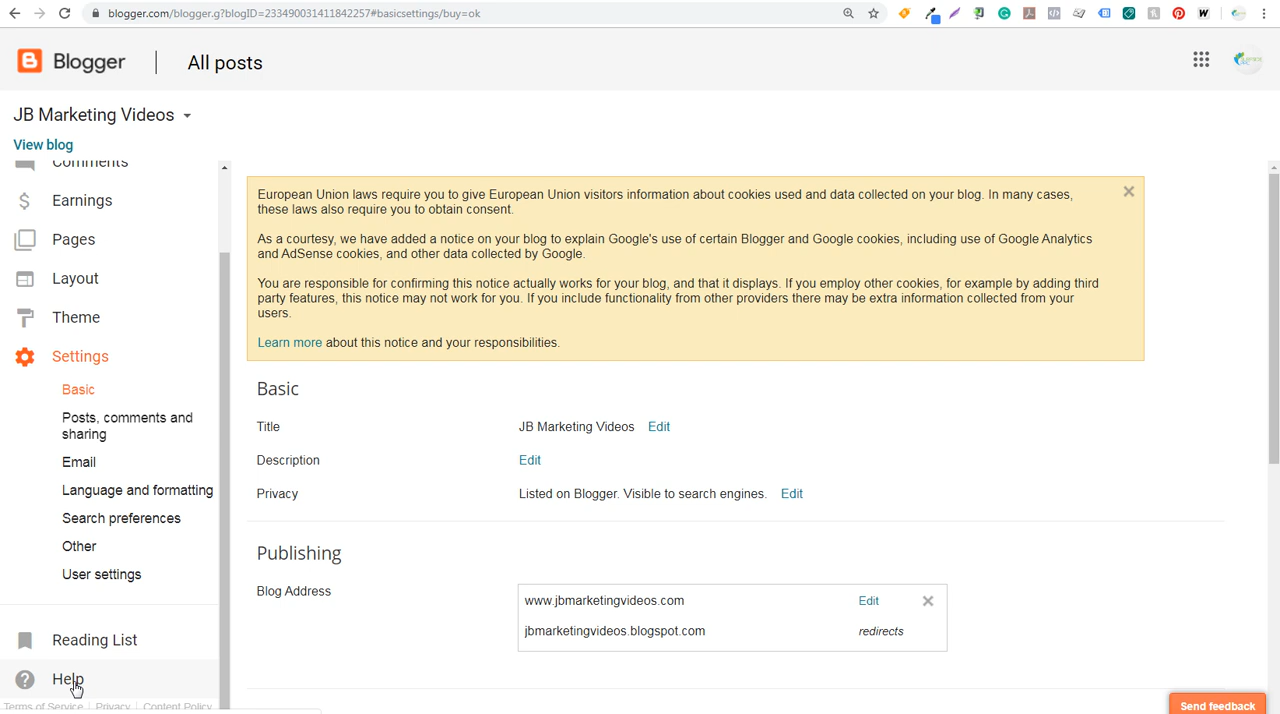 blogger.com/blogger.g?blogID=233490031411842257#basicsettings/buy=ok
Blogger
All posts
JB Marketing Videos
View blog
Comments
Earnings
Pages
Layout
Theme
Settings
Basic
Posts, comments and
sharing
Email
Language and formatting
Search preferences
Other
User settings
Reading List
Help
Terms of Service | Privacy | Content Policy
European Union laws require you to give European Union visitors information about cookies used and data collected on your blog. In many cases,
these laws also require you to obtain consent.
As a courtesy, we have added a notice on your blog to explain Google's use of certain Blogger and Google cookies, including use of Google Analytics
and AdSense cookies, and other data collected by Google.
You are responsible for confirming this notice actually works for your blog, and that it displays. If you employ other cookies, for example by adding third
party features, this notice may not work for you. If you include functionality from other providers there may be extra information collected from your
users.
Learn more about this notice and your responsibilities.
Basic
Title JB Marketing Videos Edit
Description Edit
Privacy Listed on Blogger. Visible to search engines. Edit
Publishing
Blog Address
www.jbmarketingvideos.com Edit
jbmarketingvideos.blogspot.com redirects
Send feedback